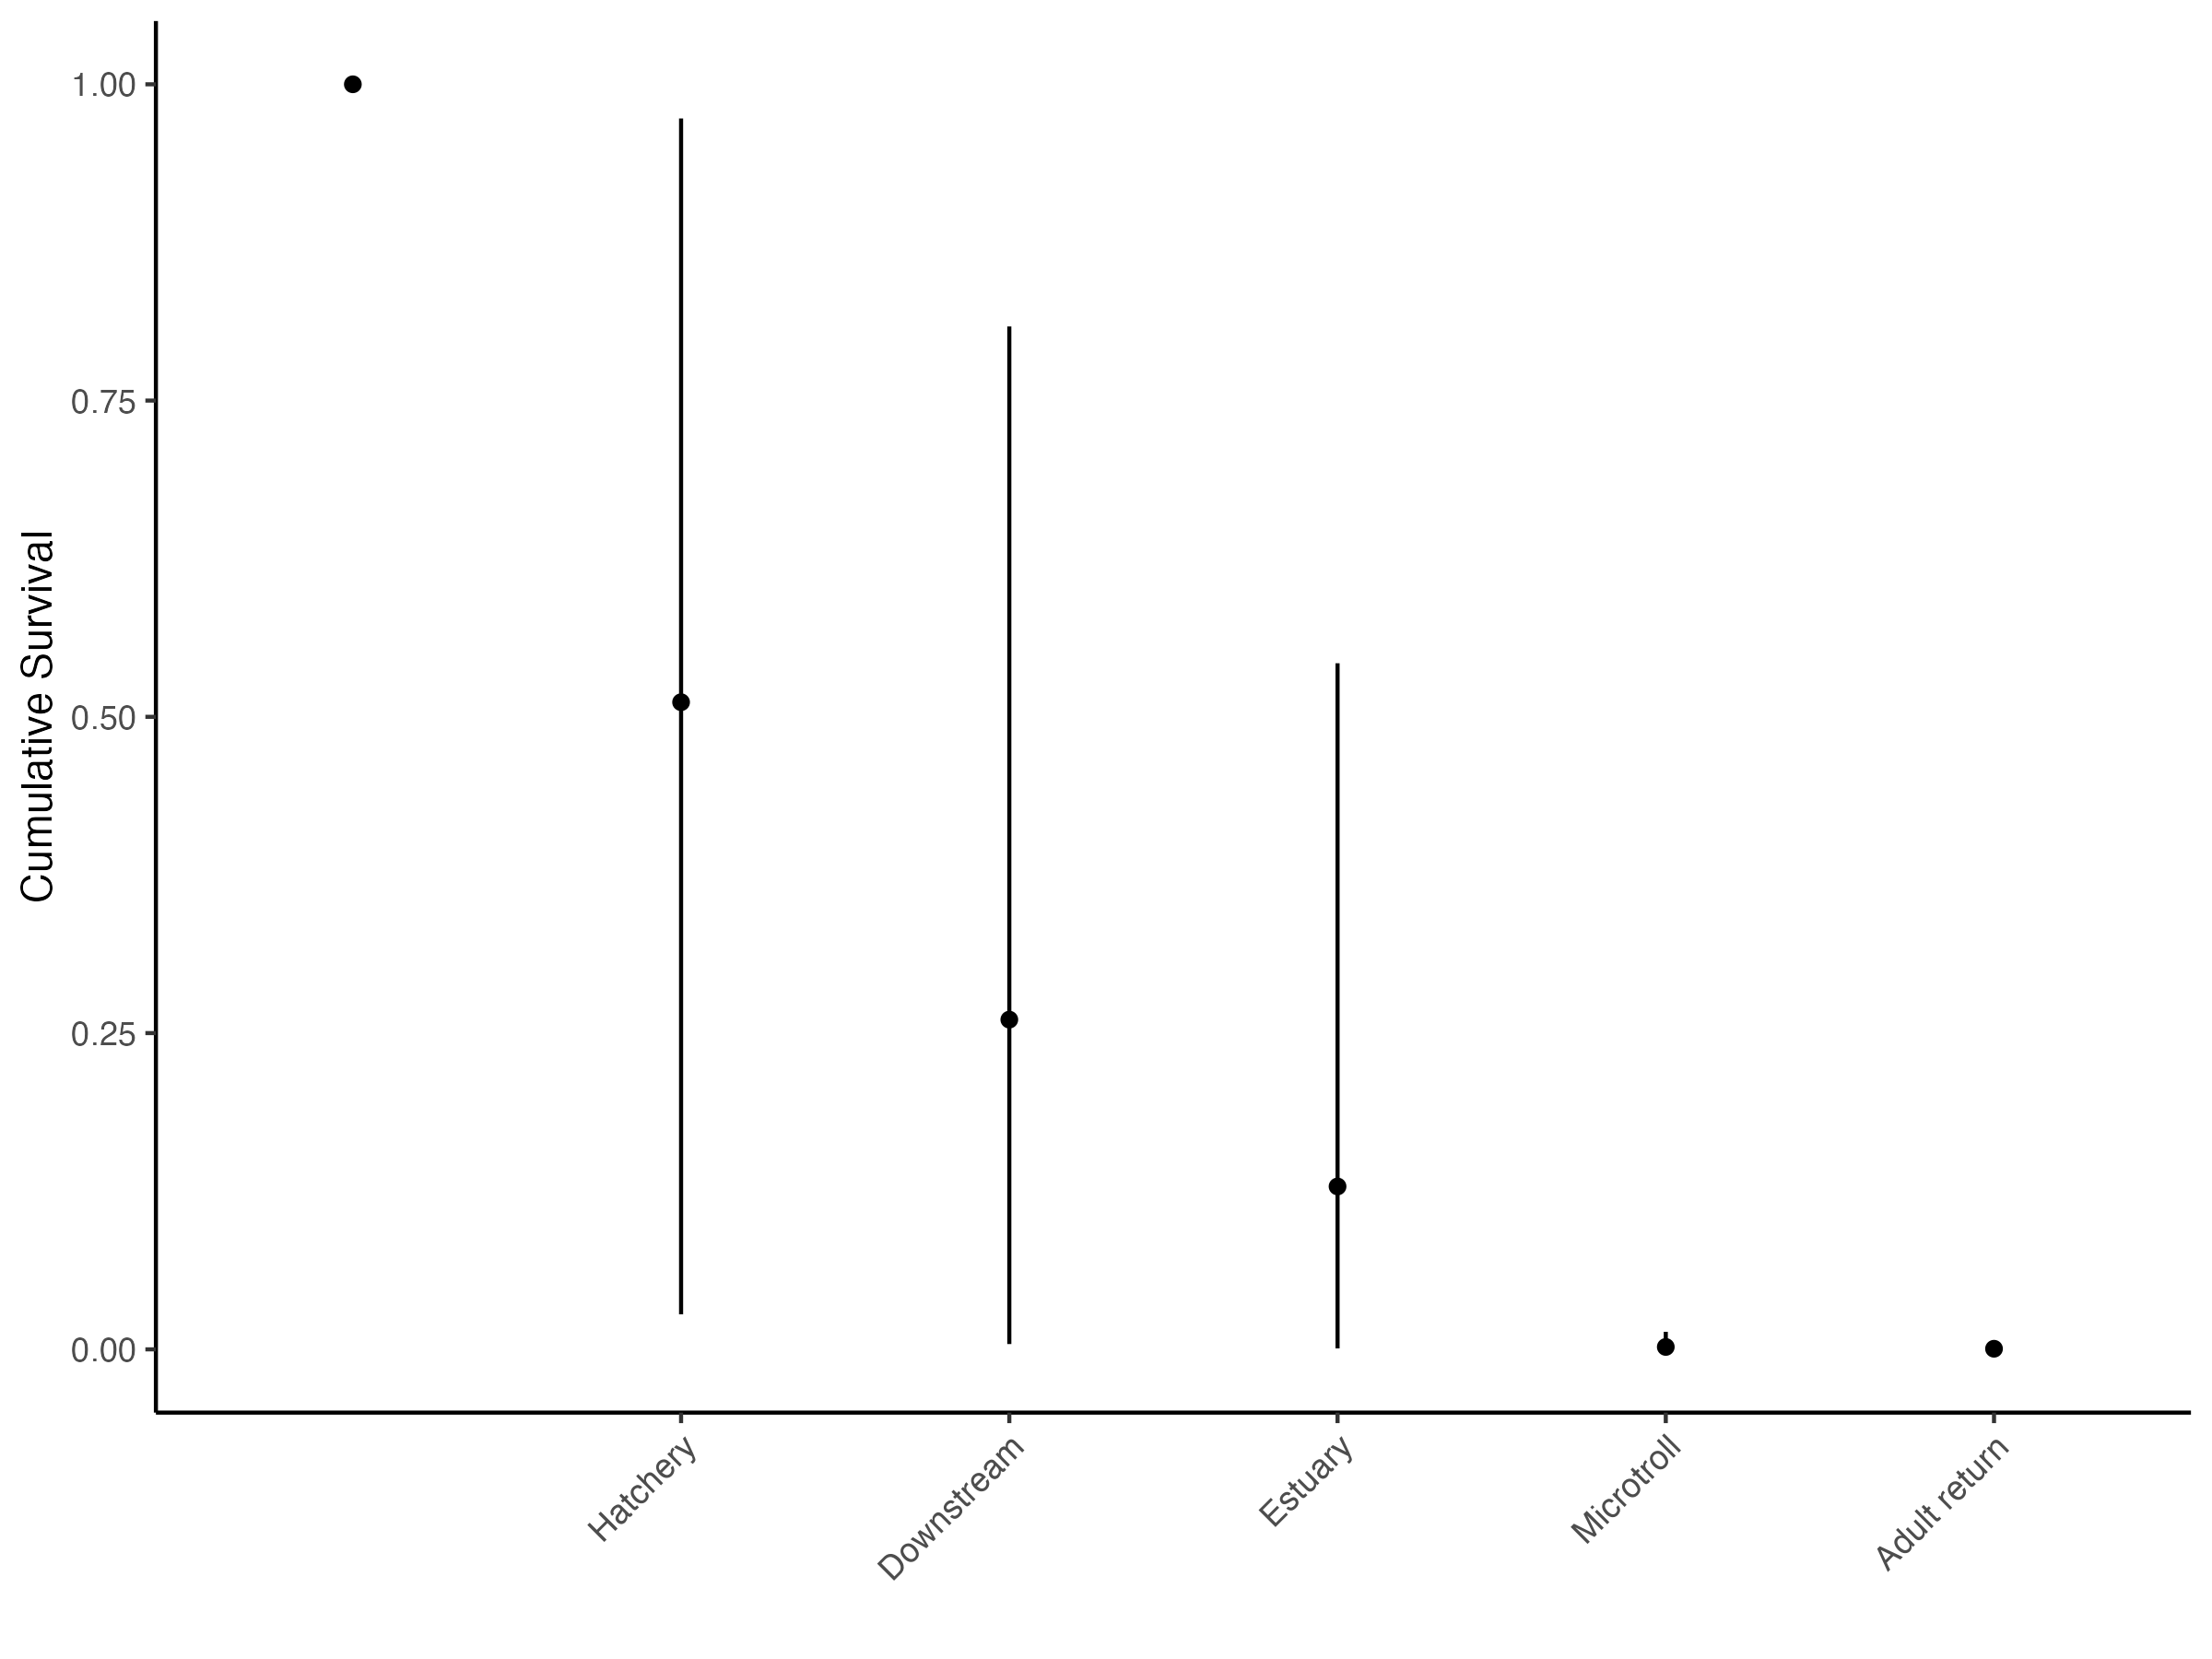 Cumulative Survival
1.00
0.75
0.50
0.25
0.00
Hatchery
Downstream
Estuary
Microtroll
Adult return